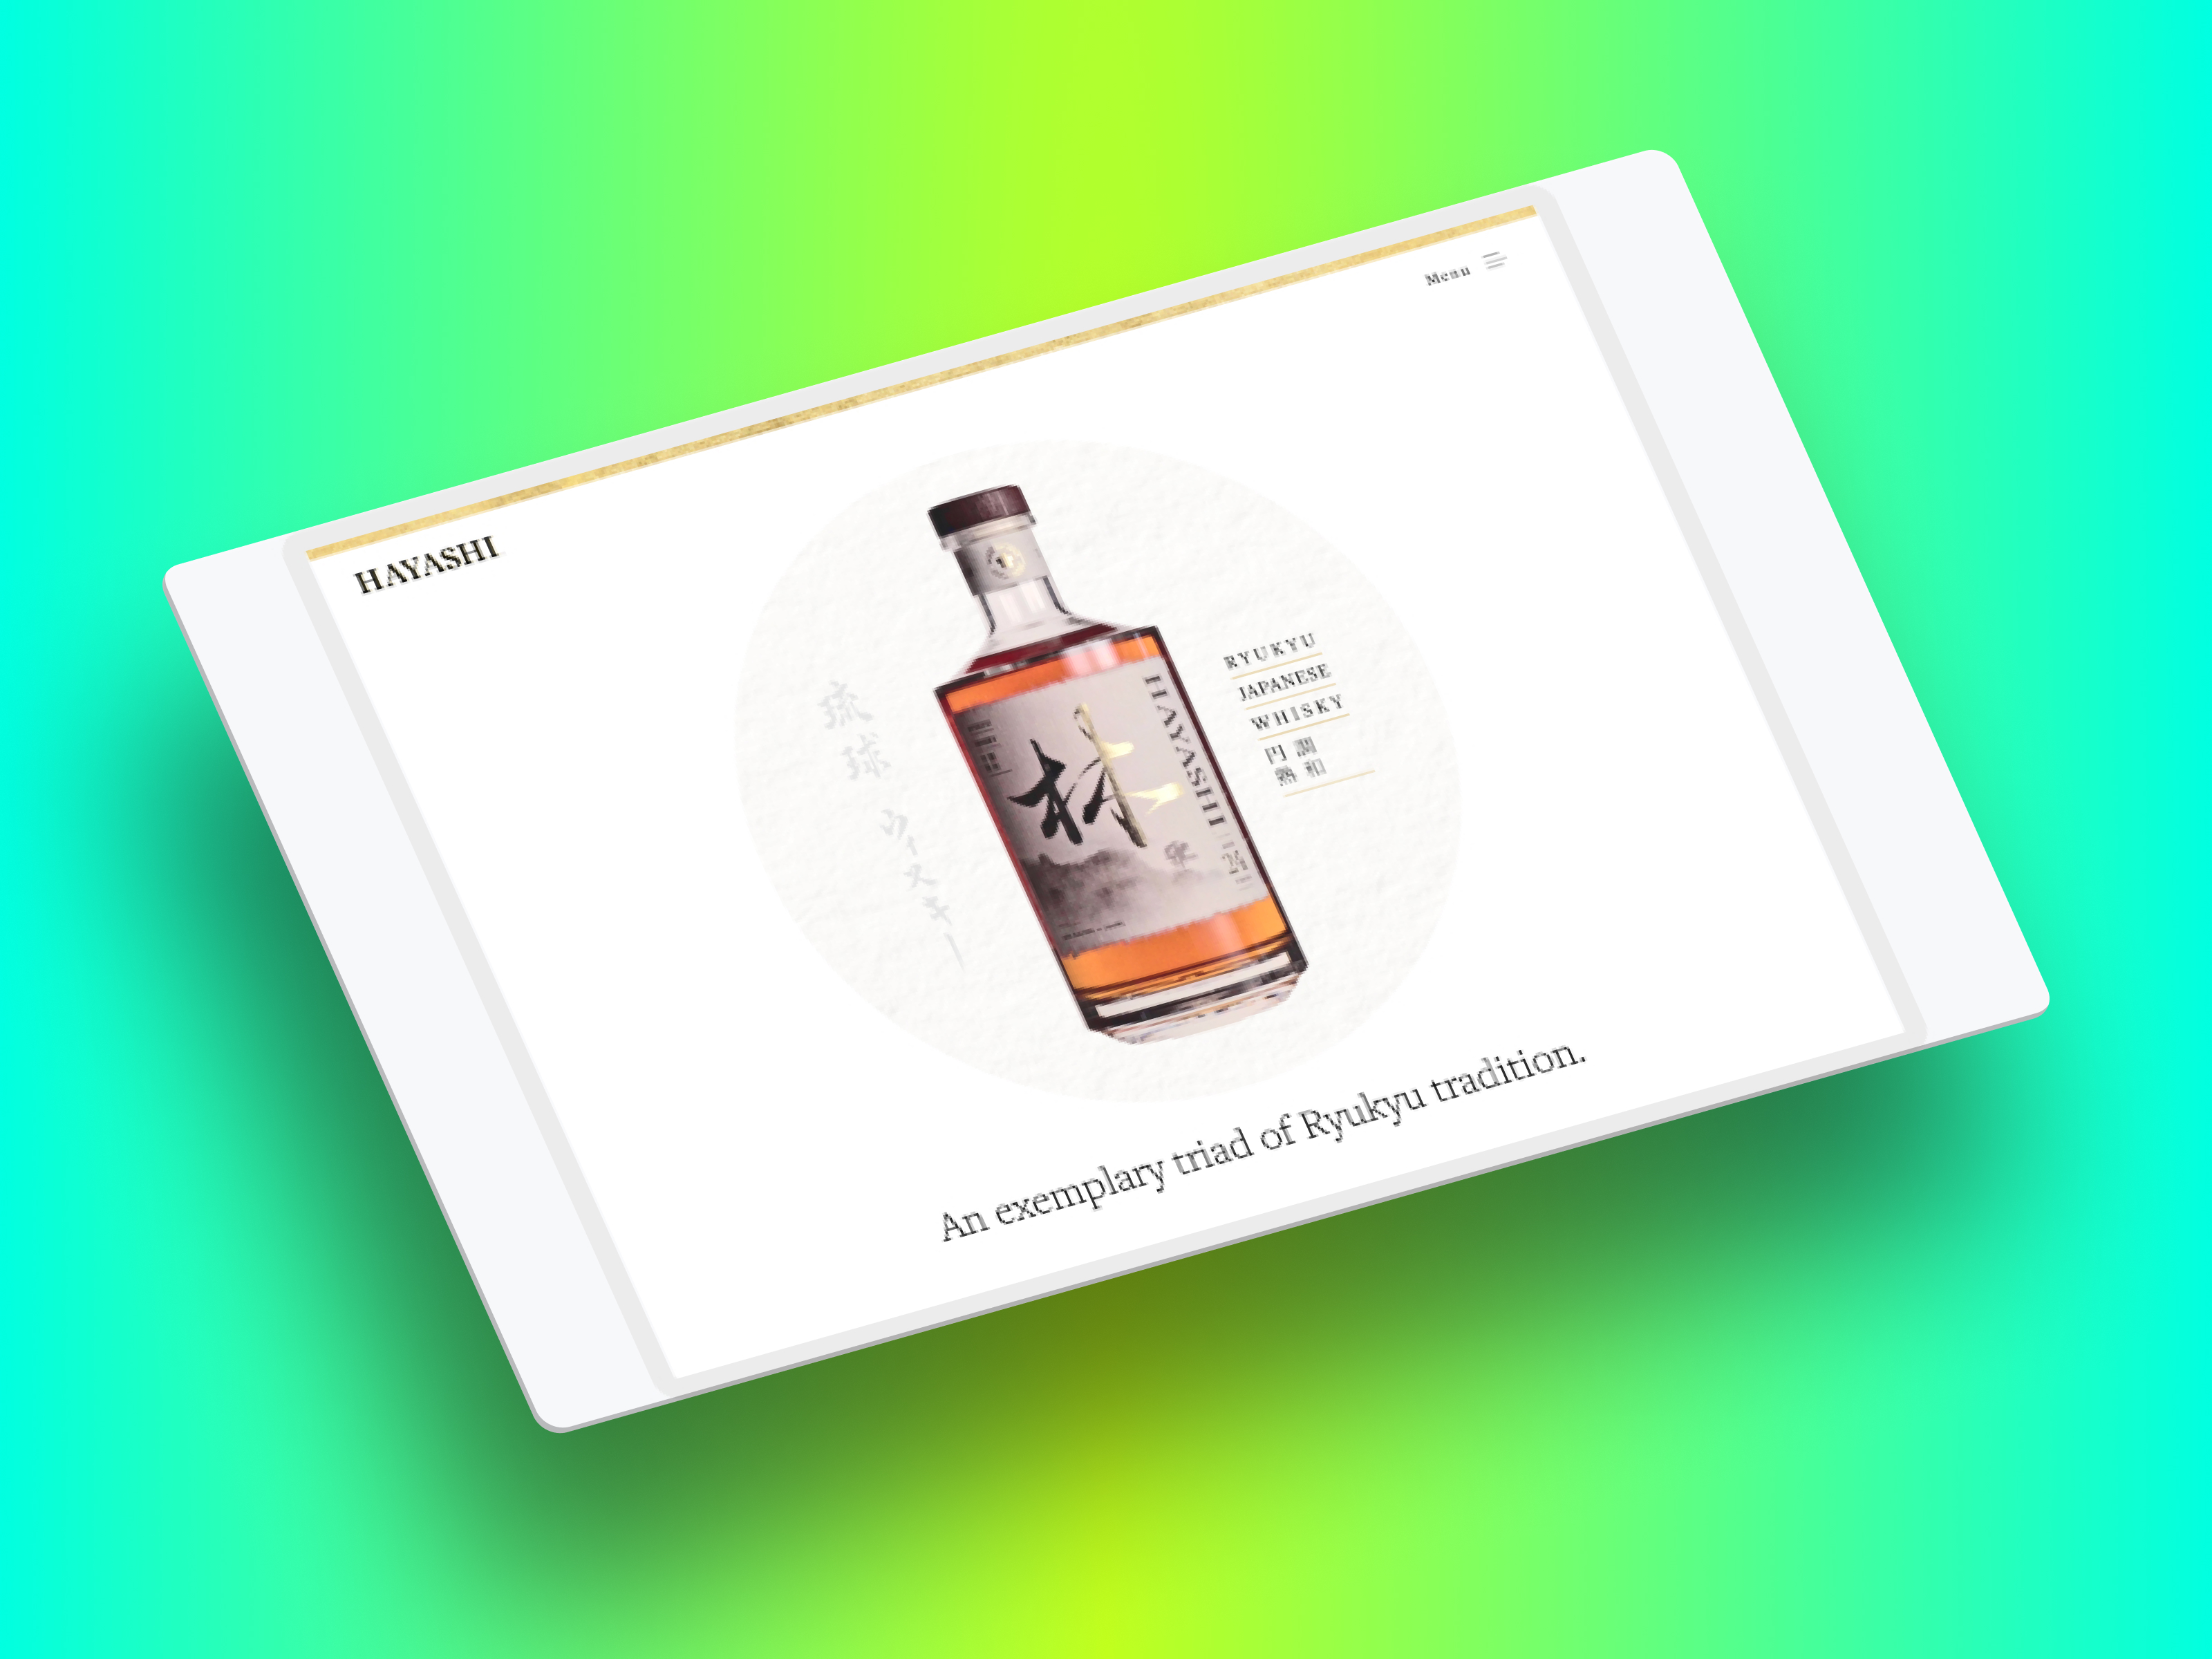 Menu
HAYASHI
RYUKYU
JAPANESE
WHISKY
円 調
熟 和
琉球 ウイスキー
林
HAYASHI
An exemplary triad of Ryukyu tradition.